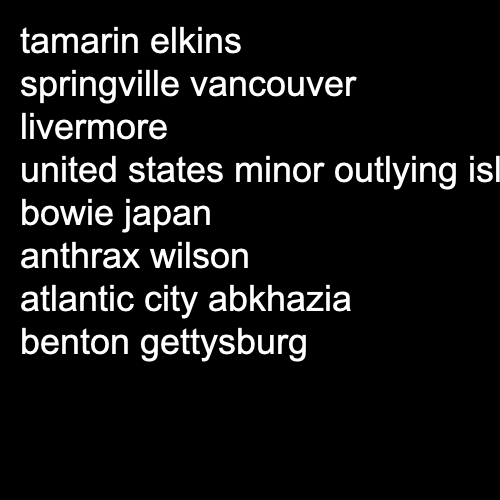 tamarin elkins
springville vancouver
livermore
united states minor outlying isl
bowie japan
anthrax wilson
atlantic city abkhazia
benton gettysburg